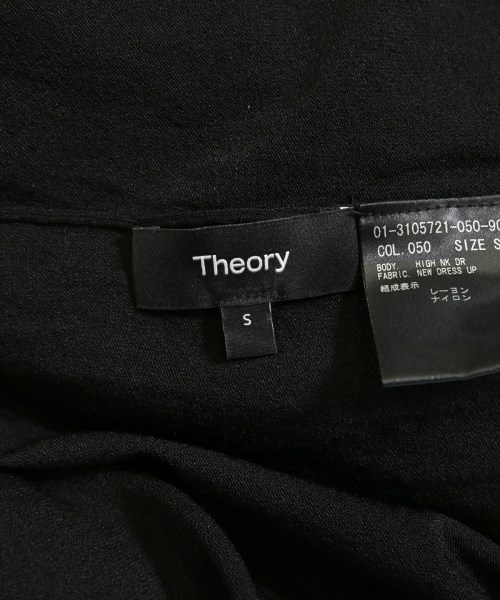 Theory
S
01-3105721-050-90
COL.050 SIZE S
BODY. HIGH NK DR
FABRIC. NEW DRESS UP
組成表示 レーヨン
ナイロン